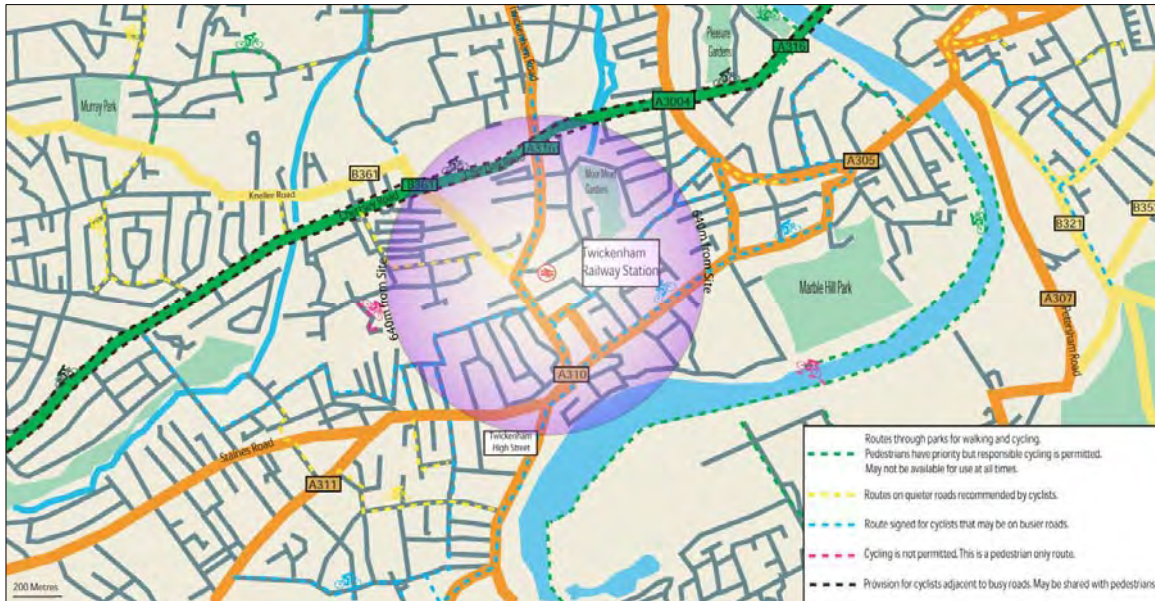 Twickenham Road
Pleasure
Gardens
A316
Murray Park
A3004
A316
B361
B361
Kneller Road
Moor Mead
Gardens
A305
640m from Site
Twickenham
Railway Station
640m from Site
B321
B353
Marble Hill Park
A307
Petersham Road
A310
Twickenham
High Street
Staines Road
A311
200 Metres
Routes through parks for walking and cycling.
Pedestrians have priority but responsible cycling is permitted.
May not be available for use at all times.
Routes on quieter roads recommended by cyclists.
Route signed for cyclists that may be on busier roads.
Cycling is not permitted. This is a pedestrian only route.
Provision for cyclists adjacent to busy roads. May be shared with pedestrians